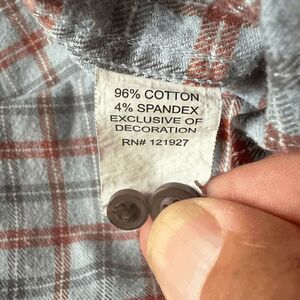 96% COTTON
4% SPANDEX
EXCLUSIVE OF
DECORATION
RN# 121927